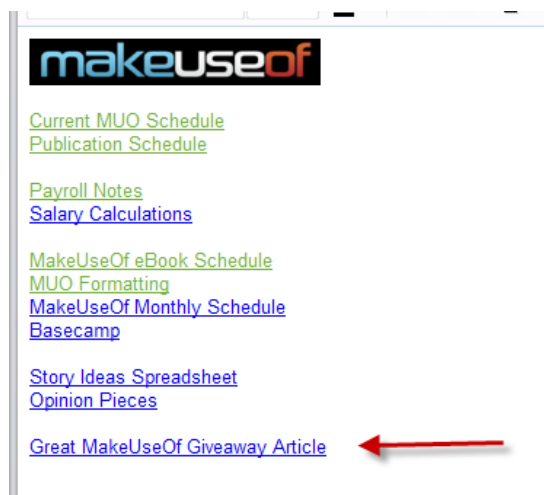 makeuseof
Current MUO Schedule
Publication Schedule
Payroll Notes
Salary Calculations
MakeUseOf eBook Schedule
MUO Formatting
MakeUseOf Monthly Schedule
Basecamp
Story Ideas Spreadsheet
Opinion Pieces
Great MakeUseOf Giveaway Article